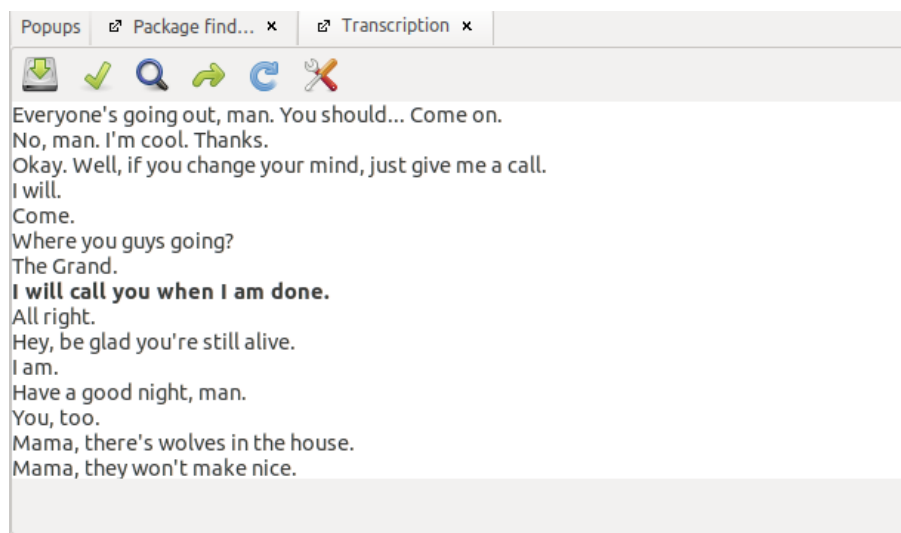 Popups Package find... x Transcription x
Everyone's going out, man. You should... Come on.
No, man. I'm cool. Thanks.
Okay. Well, if you change your mind, just give me a call.
I will.
Come.
Where you guys going?
The Grand.
I will call you when I am done.
All right.
Hey, be glad you're still alive.
I am.
Have a good night, man.
You, too.
Mama, there's wolves in the house.
Mama, they won't make nice.